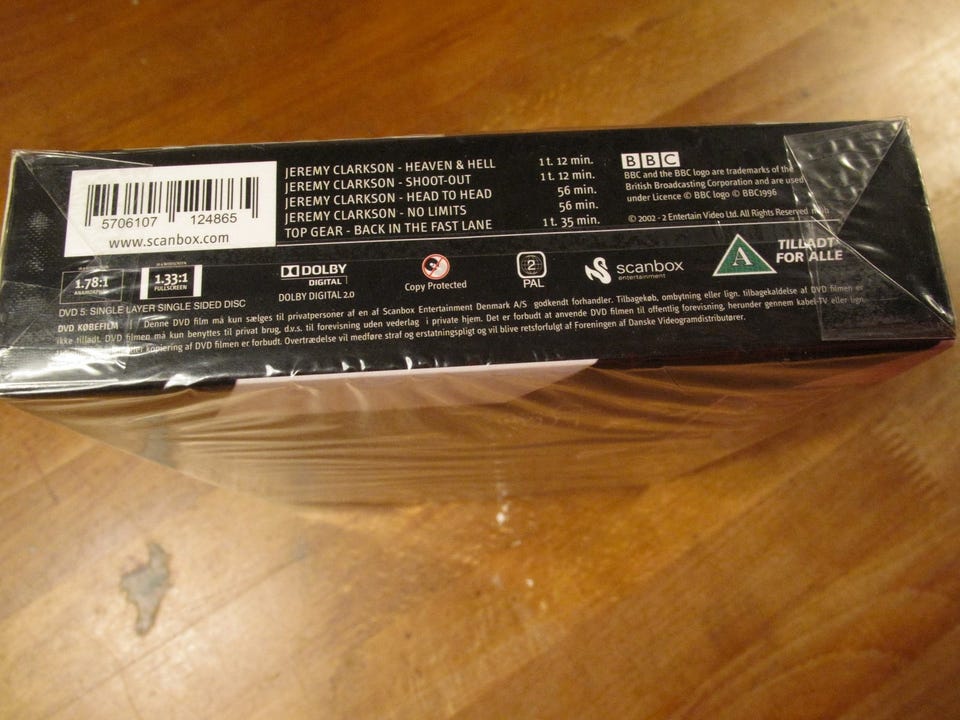 JEREMY CLARKSON - HEAVEN & HELL 1 t. 12 min.
JEREMY CLARKSON - SHOOT-OUT 1 t. 12 min.
JEREMY CLARKSON - HEAD TO HEAD 56 min.
JEREMY CLARKSON - NO LIMITS 56 min.
TOP GEAR - BACK IN THE FAST LANE 1 t. 35 min.
5706107 124865
www.scanbox.com
BBC
BBC and the BBC logo are trademarks of the
British Broadcasting Corporation and are used
under Licence © BBC logo © BBC1996
© 2002 - 2 Entertain Video Ltd. All Rights Reserved
1.78:1
ANAMORPHIC
1.33:1
FULLSCREEN
DOLBY
DIGITAL
DOLBY DIGITAL 2.0
Copy Protected
2
PAL
scanbox
entertainment
A
TILLADT
FOR ALLE
DVD 5: SINGLE LAYER SINGLE SIDED DISC
DVD KØBEFILM Denne DVD film må kun sælges til privatpersoner af en af Scanbox Entertainment Denmark A/S godkendt forhandler. Tilbagekøb, ombytning eller lign. tilbagekaldelse af DVD filmen er
ikke tilladt. DVD filmen må kun benyttes til privat brug, d.v.s. til forevisning uden vederlag i private hjem. Det er forbudt at anvende DVD filmen til offentlig forevisning, herunder gennem kabel-TV eller lign.
kopiering af DVD filmen er forbudt. Overtrædelse vil medføre straf og erstatningspligt og vil blive retsforfulgt af Foreningen af Danske Videogramdistributører.